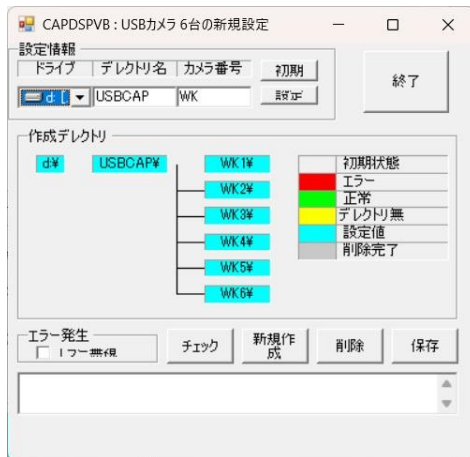 CAPDSPVB : USBカメラ 6台の新規設定
設定情報
ドライブ デレクトリ名 カメラ番号 初期
d: [ USBCAP WK 設定
終了
作成デレクトリ
d:¥ USBCAP¥ WK1¥
WK2¥
WK3¥
WK4¥
WK5¥
WK6¥
初期状態
エラー
正常
デレクトリ無
設定値
削除完了
エラー発生
エラー無視
チェック
新規作
成
削除
保存